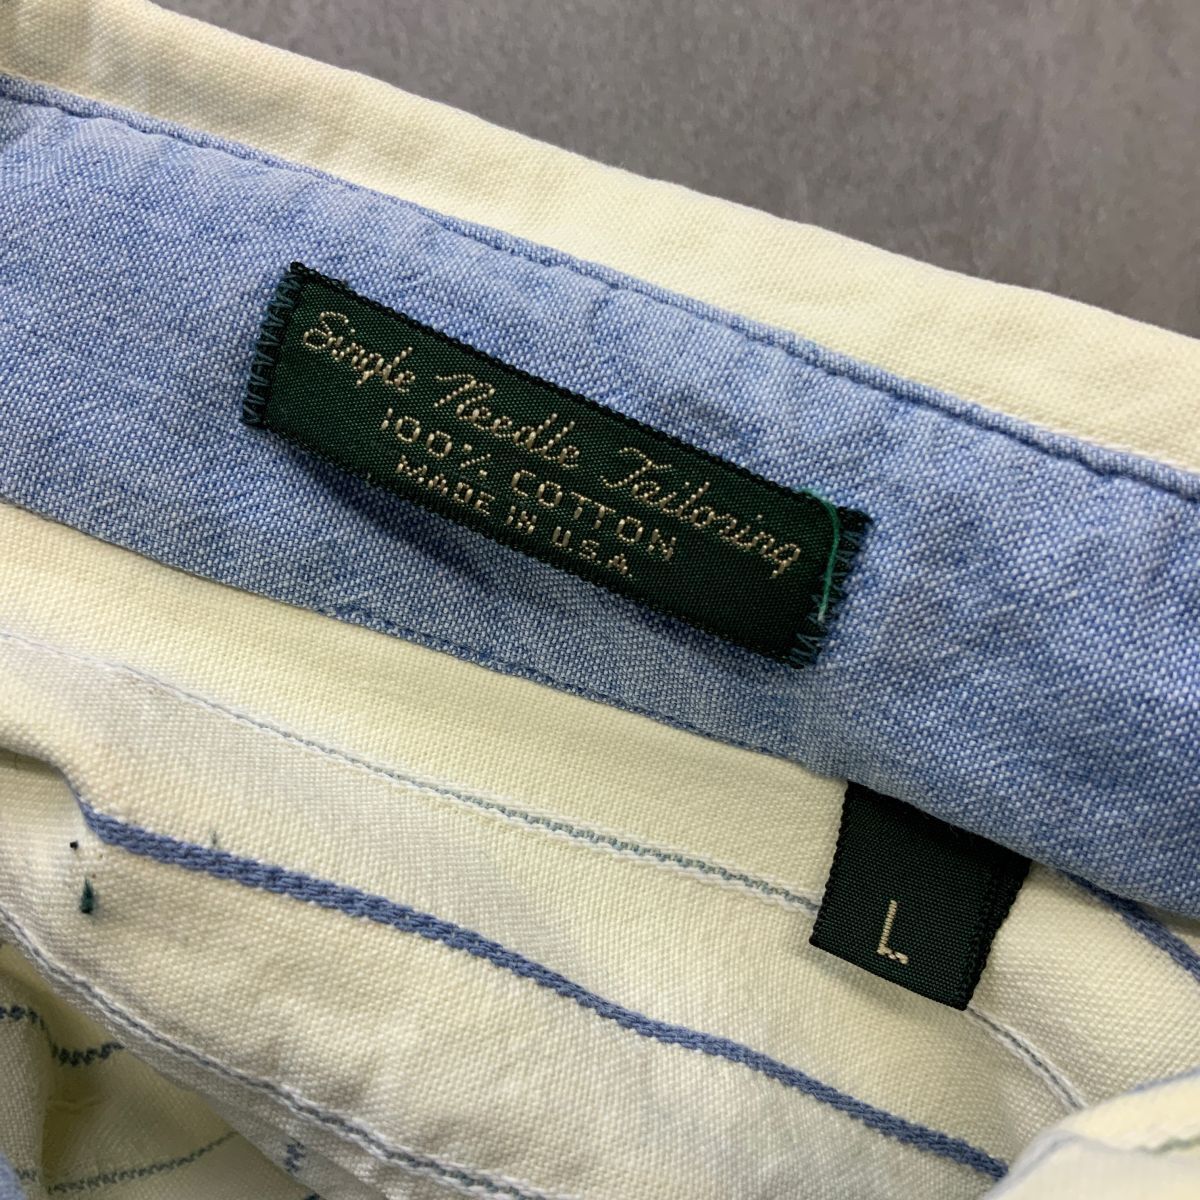 Single Needle Tailoring
100% COTTON
MADE IN U.S.A.
L